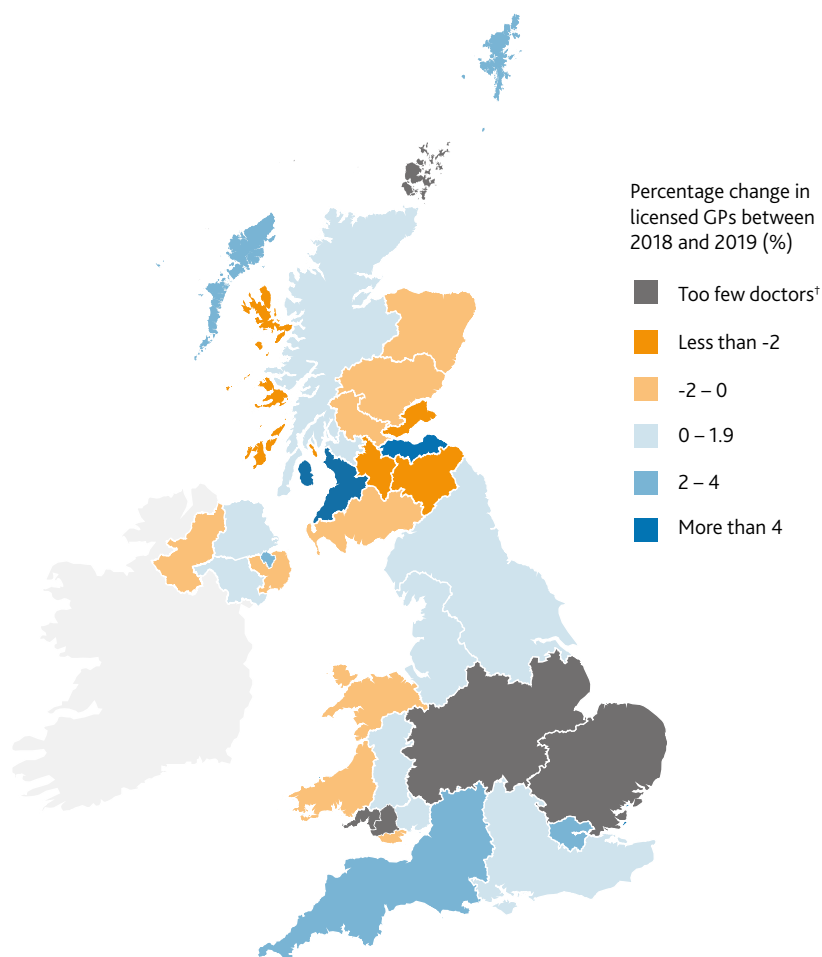 Percentage change in
licensed GPs between
2018 and 2019 (%)
Too few doctors†
Less than -2
-2 – 0
0 – 1.9
2 – 4
More than 4